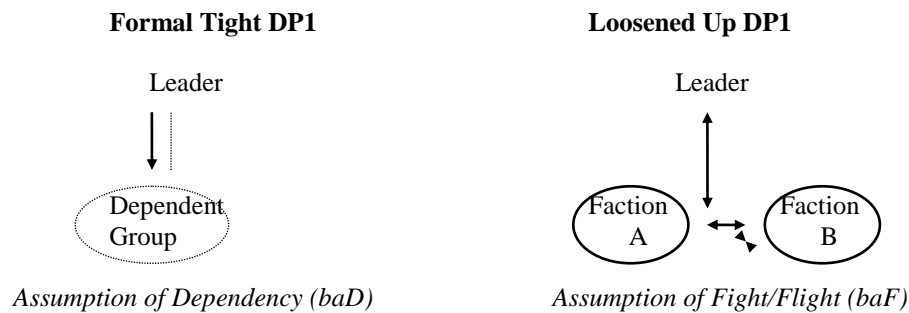 Formal Tight DP1
Loosened Up DP1
Leader
Leader
Dependent
Group
Faction
A
Faction
B
Assumption of Dependency (baD)
Assumption of Fight/Flight (baF)